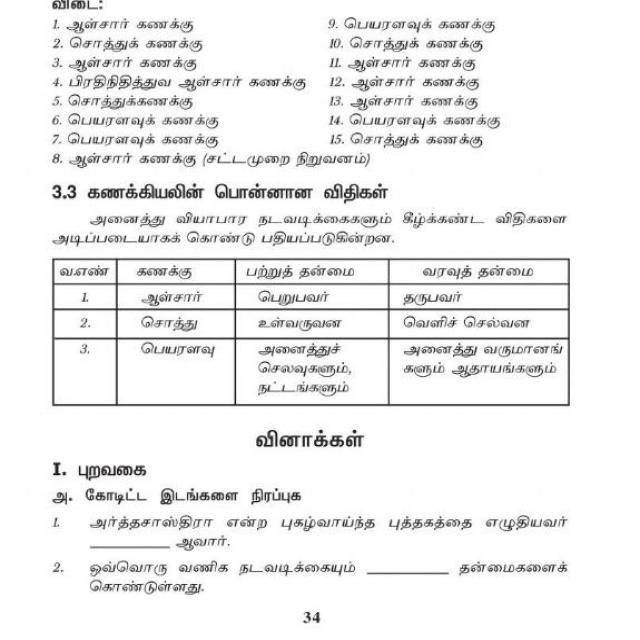 விடை:
1. ஆள்சார் கணக்கு
2. சொத்துக் கணக்கு
3. ஆள்சார் கணக்கு
4. பிரதிநிதித்துவ ஆள்சார் கணக்கு
5. சொத்துக்கணக்கு
6. பெயரளவுக் கணக்கு
7. பெயரளவுக் கணக்கு
8. ஆள்சார் கணக்கு (சட்டமுறை நிறுவனம்)
9. பெயரளவுக் கணக்கு
10. சொத்துக் கணக்கு
11. ஆள்சார் கணக்கு
12. ஆள்சார் கணக்கு
13. ஆள்சார் கணக்கு
14. பெயரளவுக் கணக்கு
15. சொத்துக் கணக்கு
3.3 கணக்கியலின் பொன்னான விதிகள்
அனைத்து வியாபார நடவடிக்கைகளும் கீழ்க்கண்ட விதிகளை
அடிப்படையாகக் கொண்டு பதியப்படுகின்றன.
வ.எண் கணக்கு பற்றுத் தன்மை வரவுத் தன்மை
1. ஆள்சார் பெறுபவர் தருபவர்
2. சொத்து உள்வருவன வெளிச் செல்வன
3. பெயரளவு அனைத்துச் அனைத்து வருமானங்
செலவுகளும், களும் ஆதாயங்களும்
நட்டங்களும்
வினாக்கள்
I. புறவகை
அ. கோடிட்ட இடங்களை நிரப்புக
1. அர்த்தசாஸ்திரா என்ற புகழ்வாய்ந்த புத்தகத்தை எழுதியவர்
__________ ஆவார்.
2. ஒவ்வொரு வணிக நடவடிக்கையும் __________ தன்மைகளைக்
கொண்டுள்ளது.
34